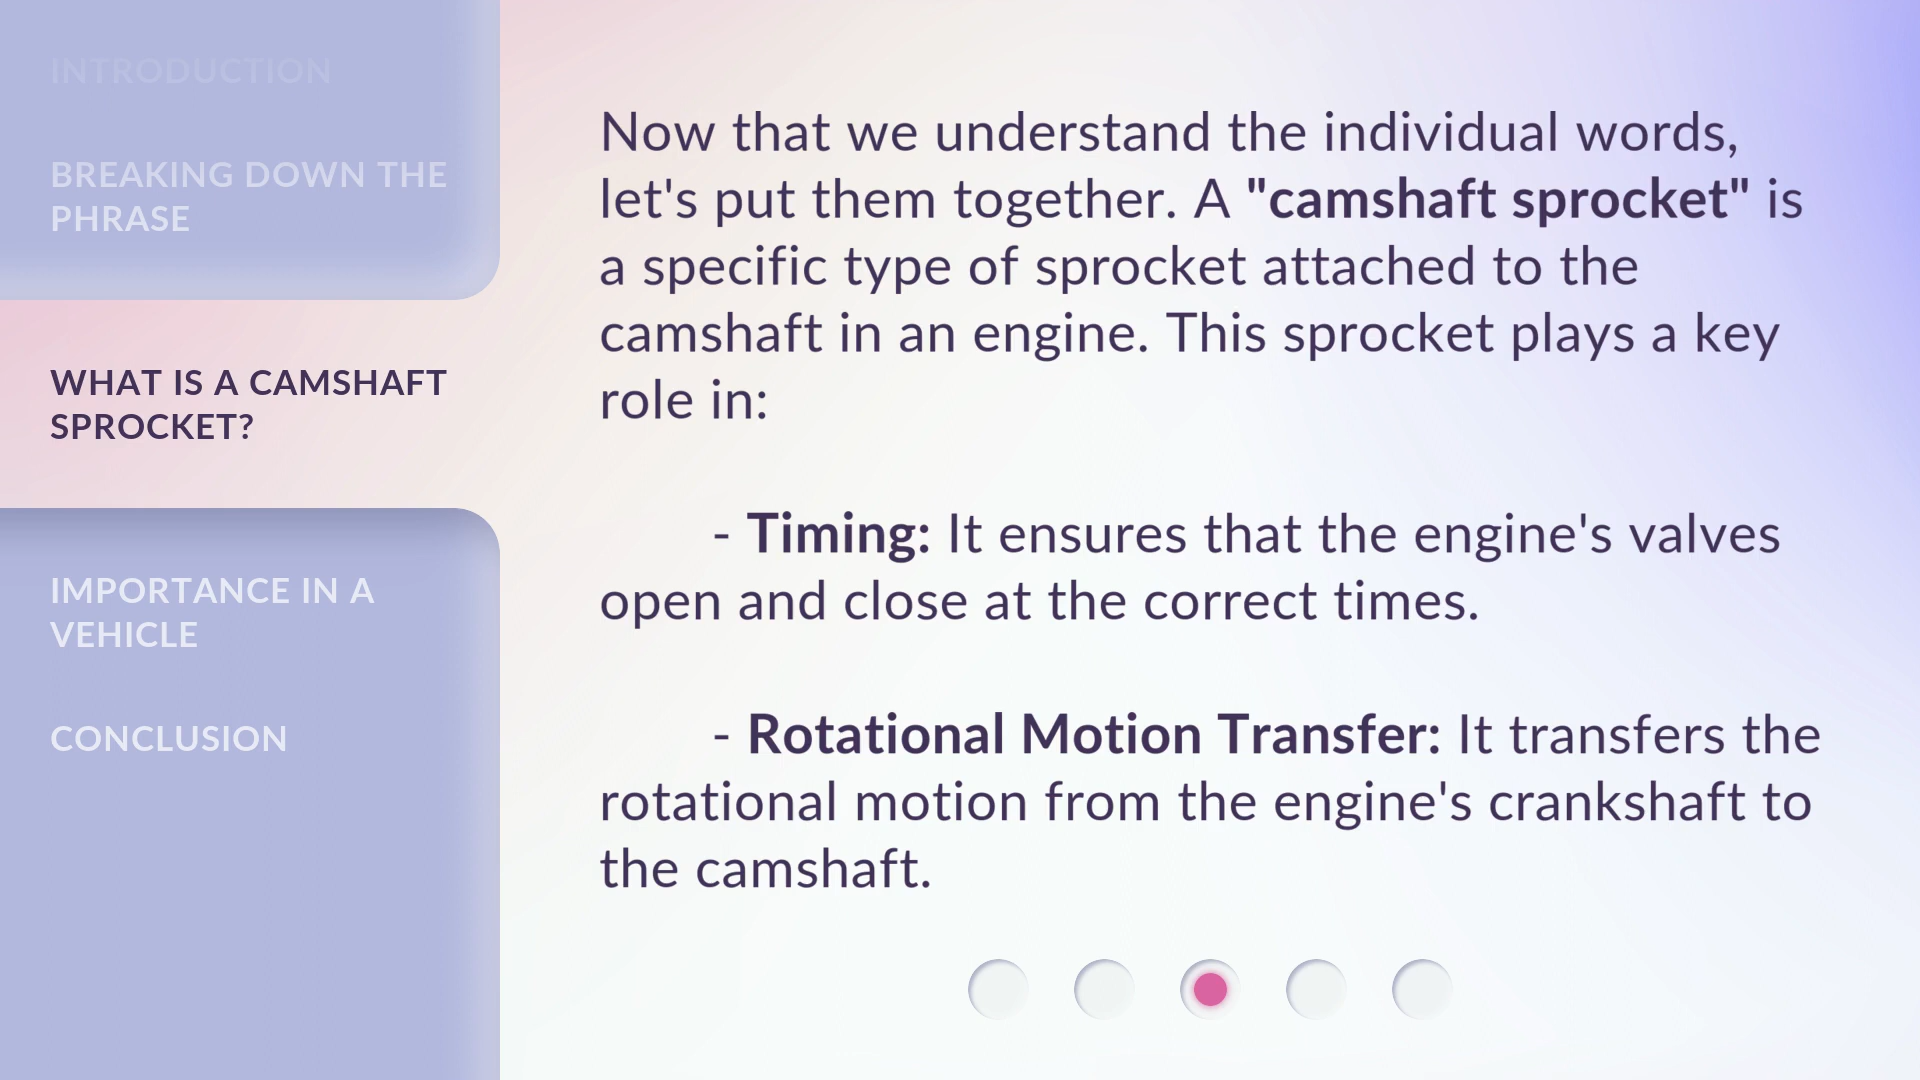 INTRODUCTION
BREAKING DOWN THE
PHRASE
WHAT IS A CAMSHAFT
SPROCKET?
IMPORTANCE IN A
VEHICLE
CONCLUSION
Now that we understand the individual words,
let's put them together. A "camshaft sprocket" is
a specific type of sprocket attached to the
camshaft in an engine. This sprocket plays a key
role in:
- Timing: It ensures that the engine's valves
open and close at the correct times.
- Rotational Motion Transfer: It transfers the
rotational motion from the engine's crankshaft to
the camshaft.